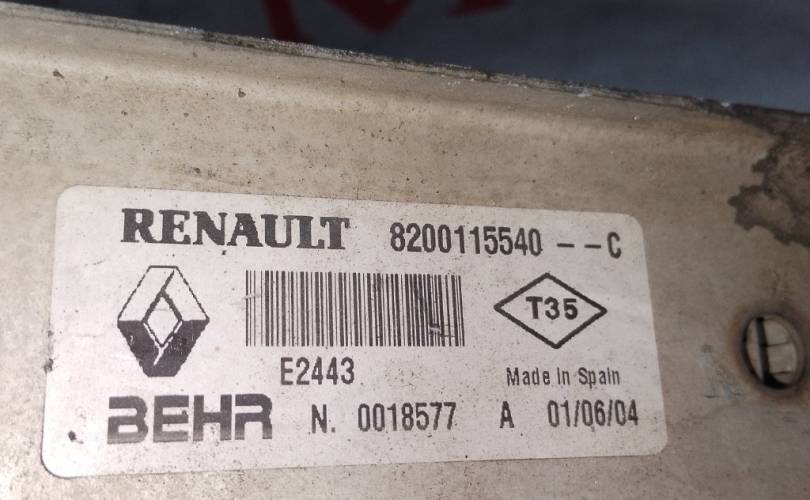 RENAULT 8200115540 -- C
T35
E2443 Made in Spain
BEHR N. 0018577 A 01/06/04